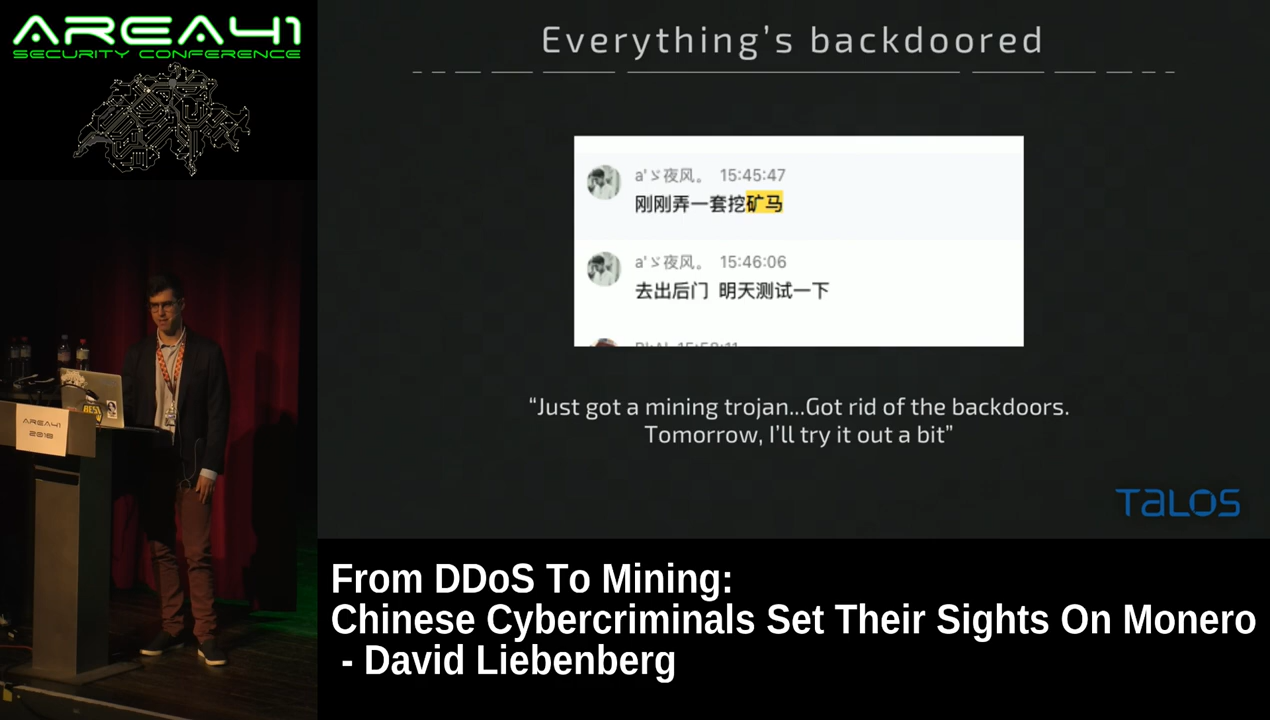 AREA41
SECURITY CONFERENCE
Everything's backdoored
a'ゞ夜风。 15:45:47
刚刚弄一套挖矿马
a'ゞ夜风。 15:46:06
去出后门 明天测试一下
“Just got a mining trojan...Got rid of the backdoors.
Tomorrow, I'll try it out a bit”
TALOS
BEST
AREA41
2018
From DDoS To Mining:
Chinese Cybercriminals Set Their Sights On Monero
- David Liebenberg